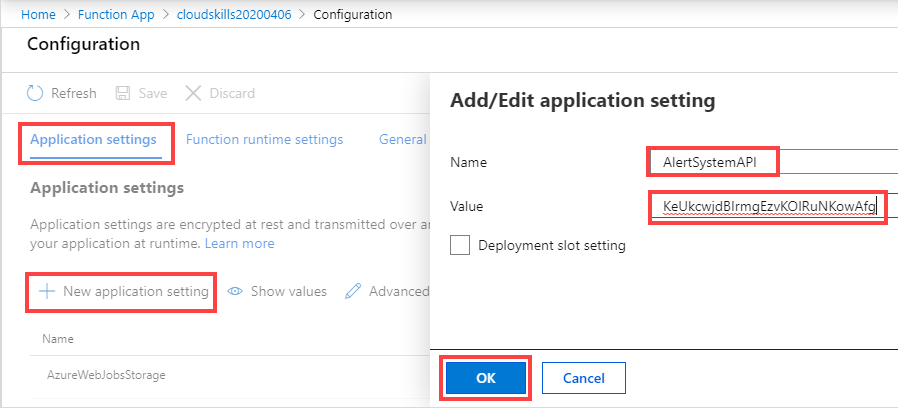 Home > Function App > cloudskills20200406 > Configuration
Configuration
Refresh Save Discard
Application settings Function runtime settings General
Application settings
Application settings are encrypted at rest and transmitted over an
your application at runtime. Learn more
New application setting Show values Advanced
Name
AzureWebJobsStorage
Add/Edit application setting
Name AlertSystemAPI
Value KeUkcwjdBIrmgEzvKOIRuNKowAfg
Deployment slot setting
OK Cancel